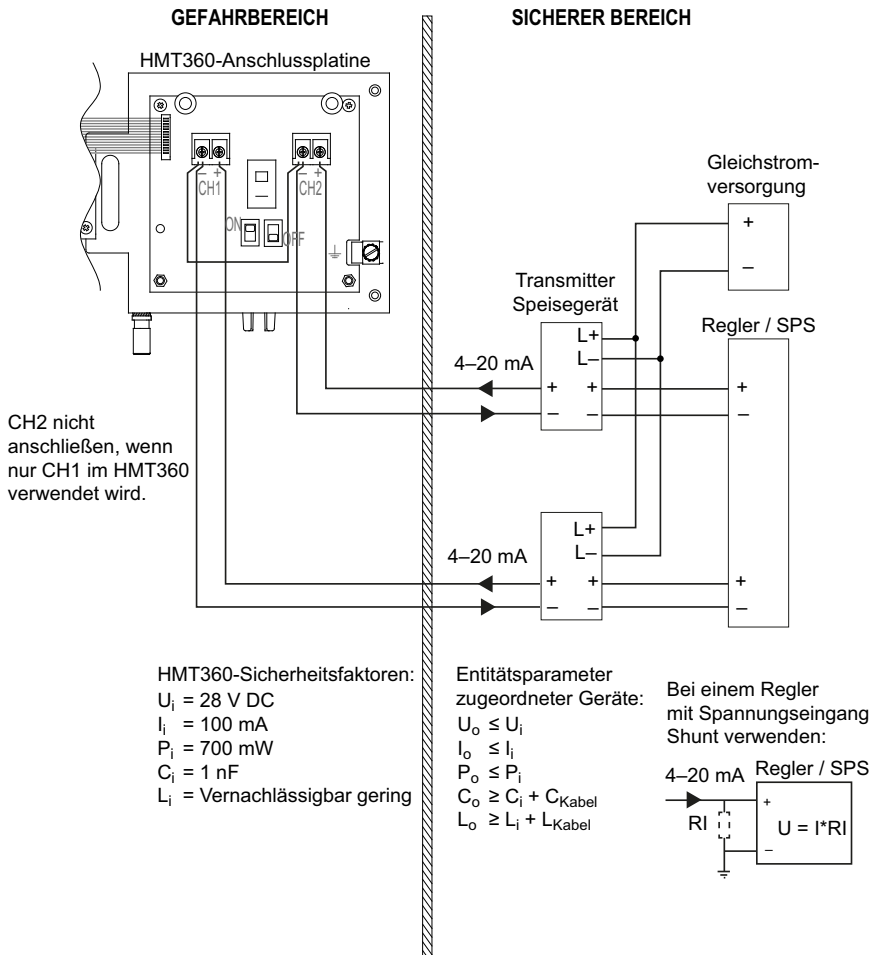 GEFAHRBEREICH
SICHERER BEREICH
HMT360-Anschlussplatine
– +
CH1
– +
CH2
ON
OFF
Gleichstrom-
versorgung
+
–
Transmitter
Speisegerät
Regler / SPS
L+
L–
4–20 mA
+ +
– –
+
–
CH2 nicht
anschließen, wenn
nur CH1 im HMT360
verwendet wird.
L+
L–
4–20 mA
+ +
– –
+
–
HMT360-Sicherheitsfaktoren:
Ui = 28 V DC
Ii = 100 mA
Pi = 700 mW
Ci = 1 nF
Li = Vernachlässigbar gering
Entitätsparameter
zugeordneter Geräte:
Uo ≤ Ui
Io ≤ Ii
Po ≤ Pi
Co ≥ Ci + CKabel
Lo ≥ Li + LKabel
Bei einem Regler
mit Spannungseingang
Shunt verwenden:
4–20 mA
Regler / SPS
+
RI
U = I*RI
–